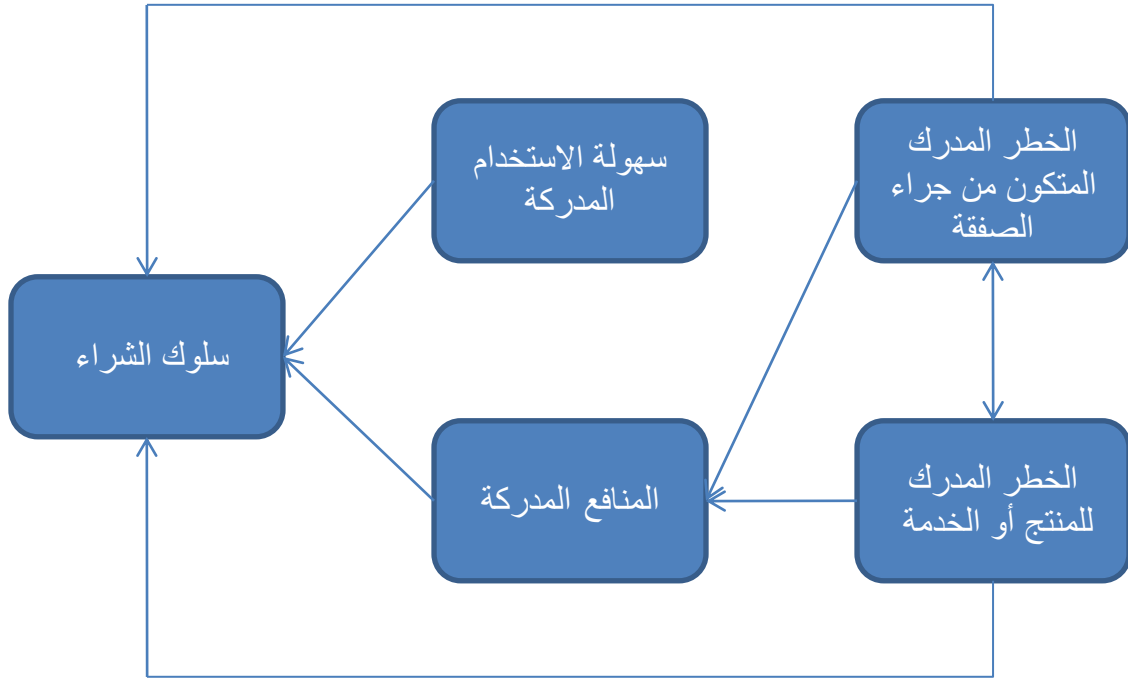 الخطر المدرك
المتكون من جراء
الصفقة
سهولة الاستخدام
المدركة
سلوك الشراء
الخطر المدرك
للمنتج أو الخدمة
المنافع المدركة